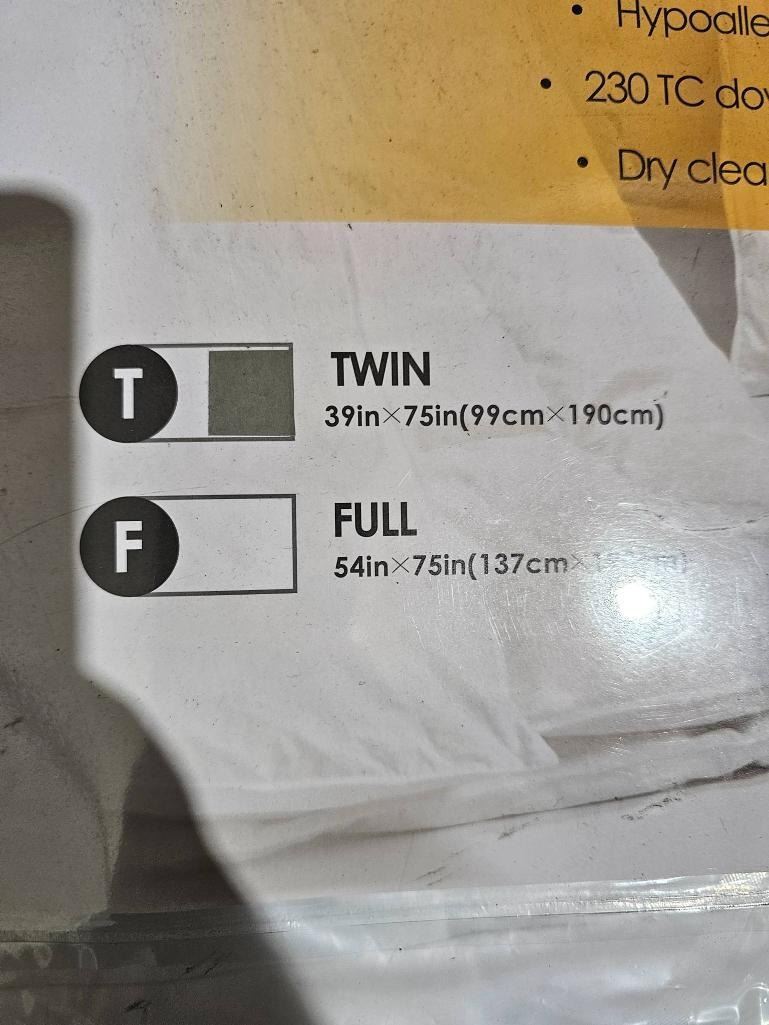 • Hypoalle
• 230 TC do
• Dry clea
T
TWIN
39in×75in(99cm×190cm)
F
FULL
54in×75in(137cm×